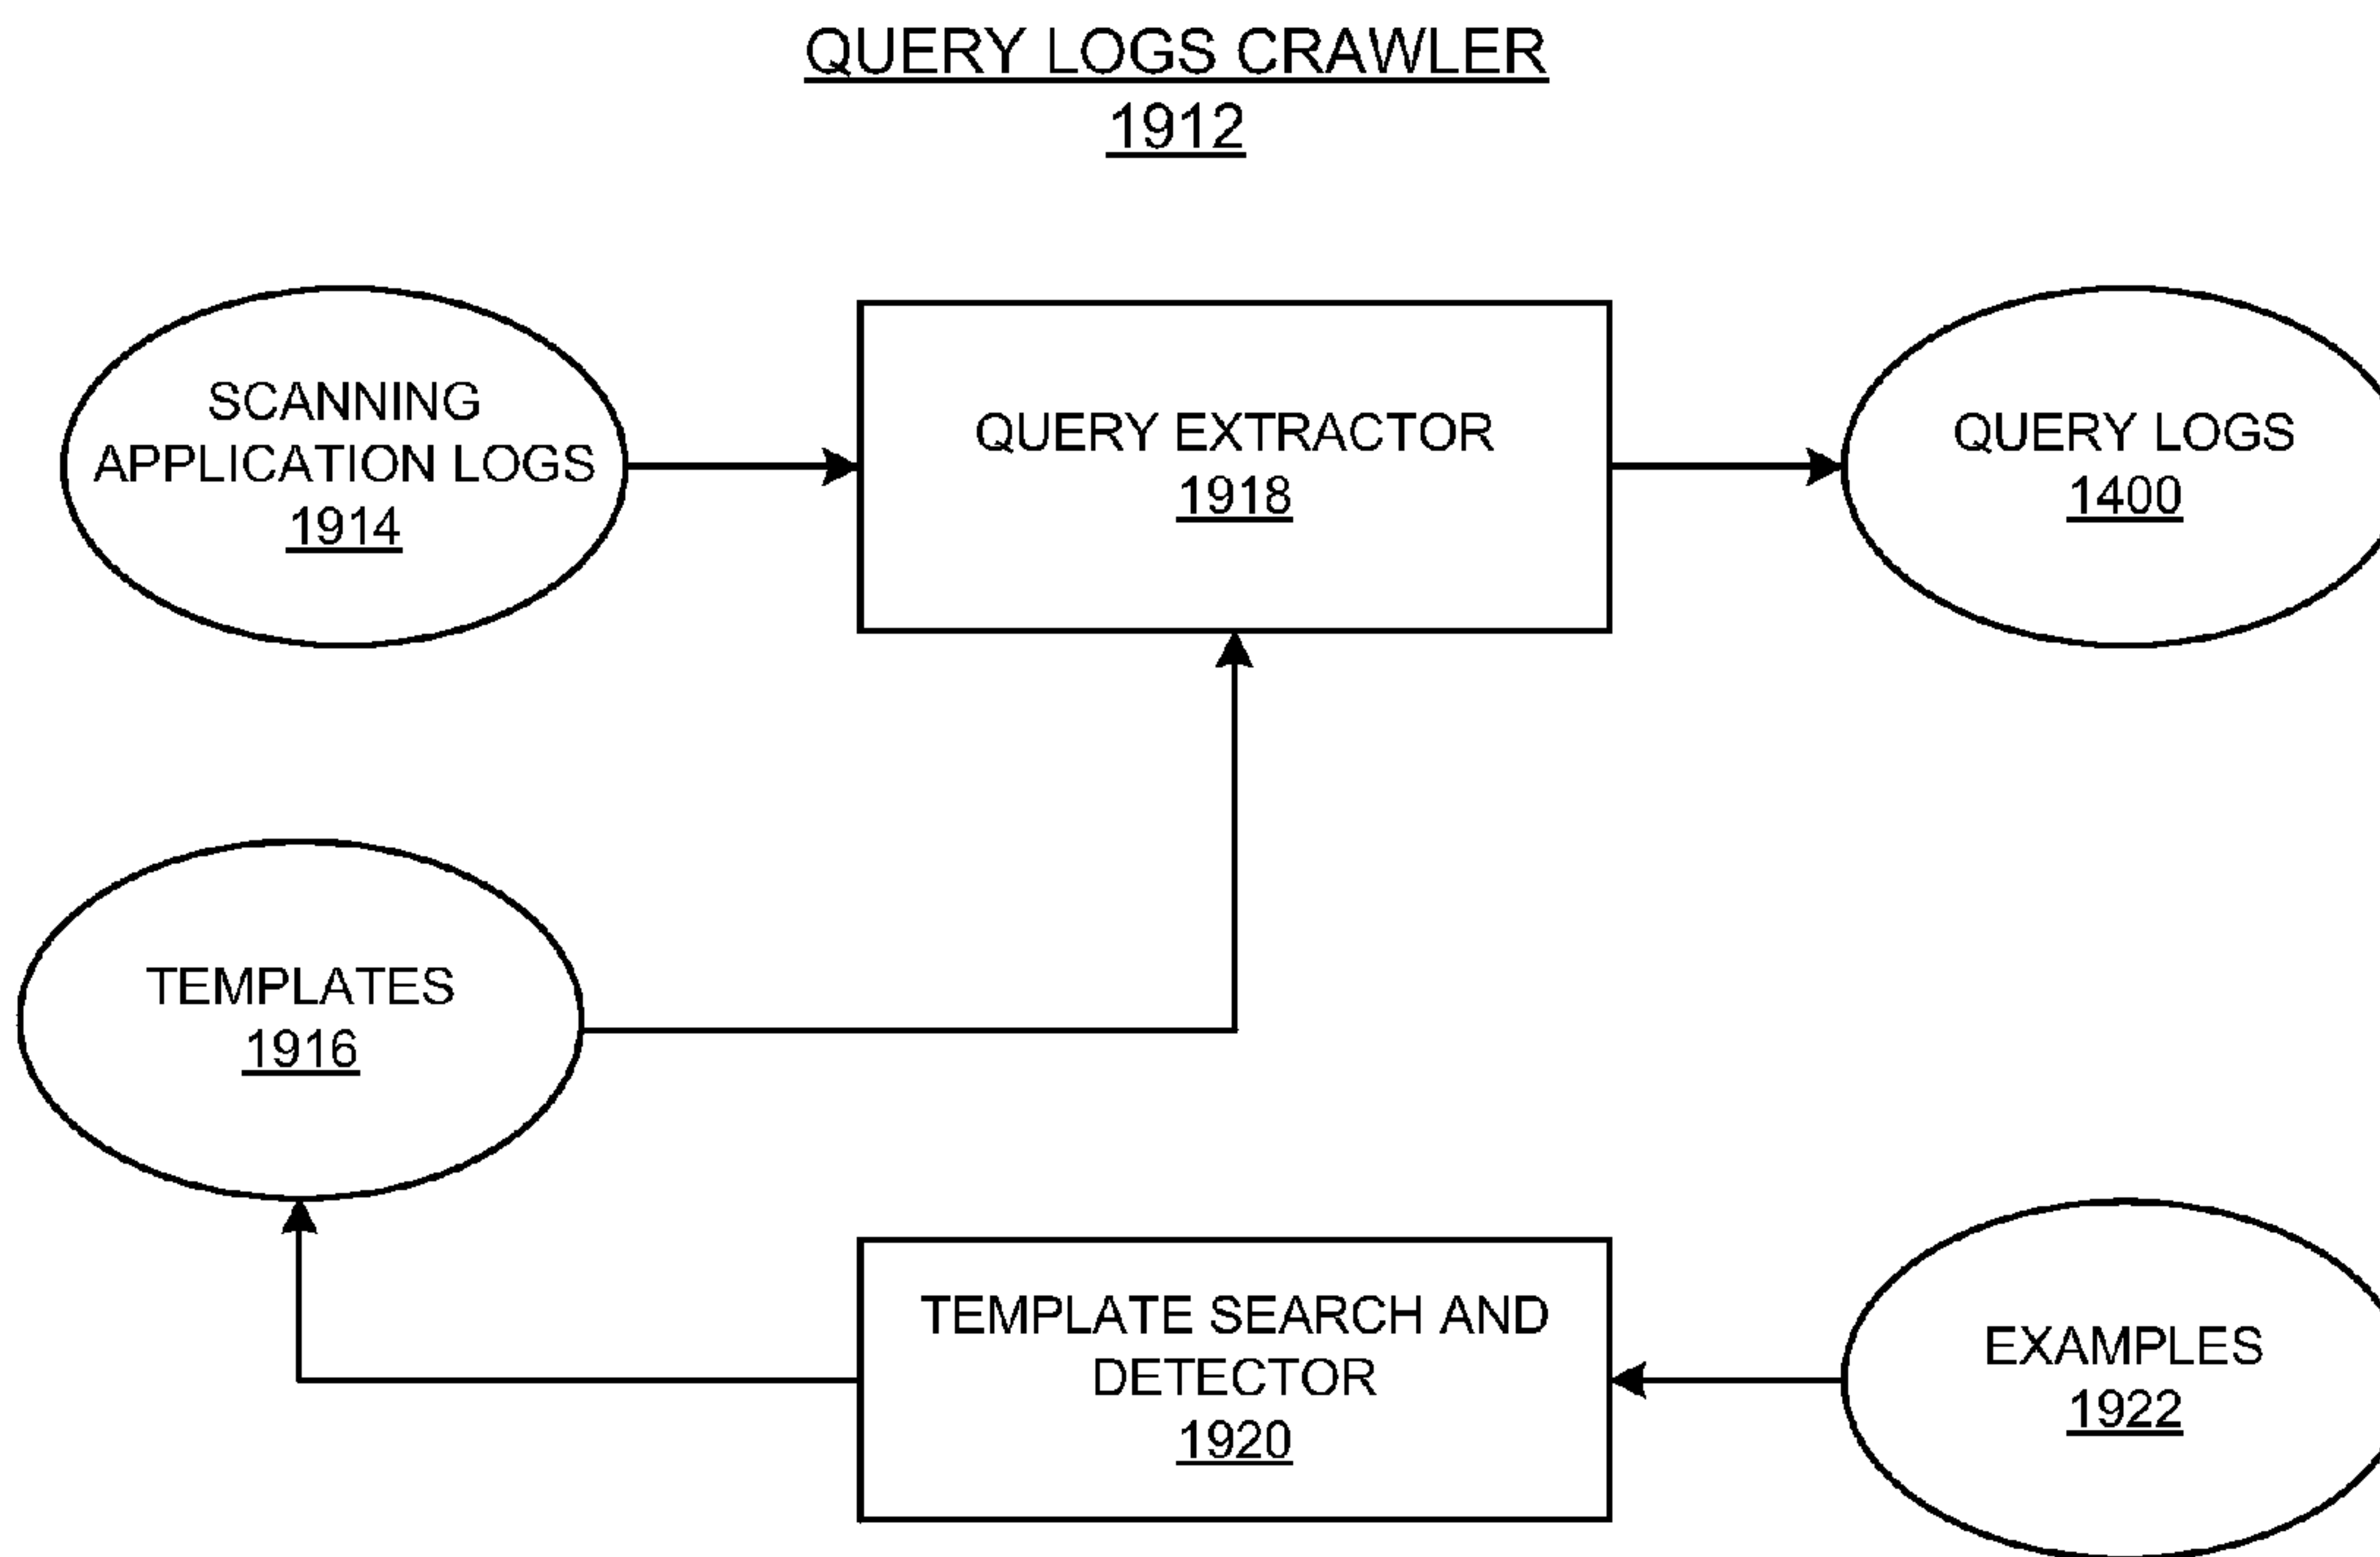 QUERY LOGS CRAWLER
1912
SCANNING
APPLICATION LOGS
1914
QUERY EXTRACTOR
1918
QUERY LOGS
1400
TEMPLATES
1916
TEMPLATE SEARCH AND
DETECTOR
1920
EXAMPLES
1922